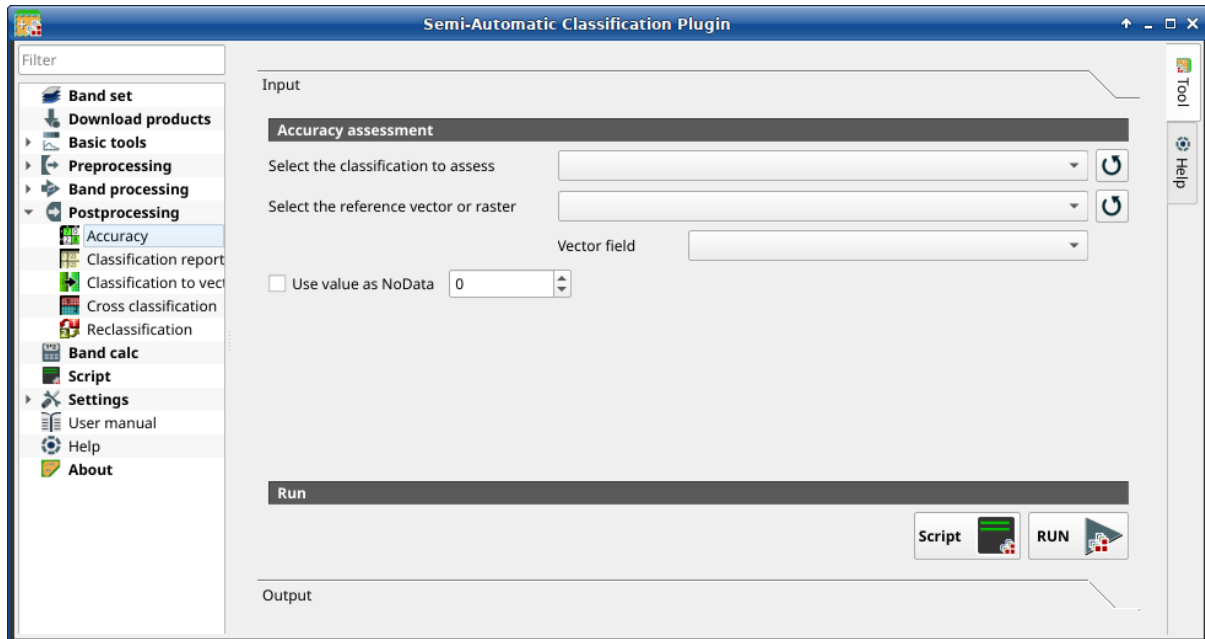 Semi-Automatic Classification Plugin
Filter
Band set
Download products
Basic tools
Preprocessing
Band processing
Postprocessing
Accuracy
Classification report
Classification to vect
Cross classification
Reclassification
Band calc
Script
Settings
User manual
Help
About
Input
Accuracy assessment
Select the classification to assess
Select the reference vector or raster
Vector field
Use value as NoData 0
Run
Script RUN
Output
Tool
Help